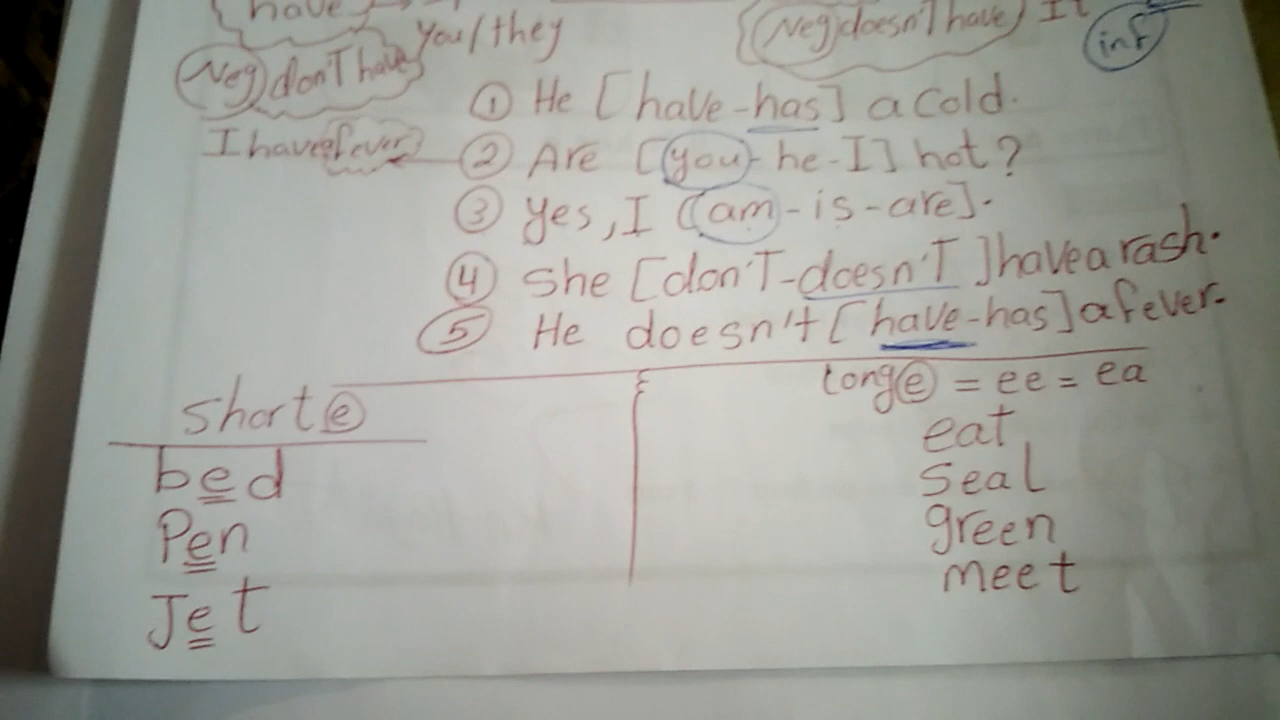 have
You/they
Neg doesn't have It
inf
Neg don'T have
① He [have-has] a Cold.
I have fever
② Are [you-he-I] hot?
③ Yes, I [am-is-are].
④ She [don'T-doesn'T] have a rash.
⑤ He doesn't [have-has] a fever.
Short e
long e = ee = ea
bed
eat
Seal
Pen
green
Jet
meet